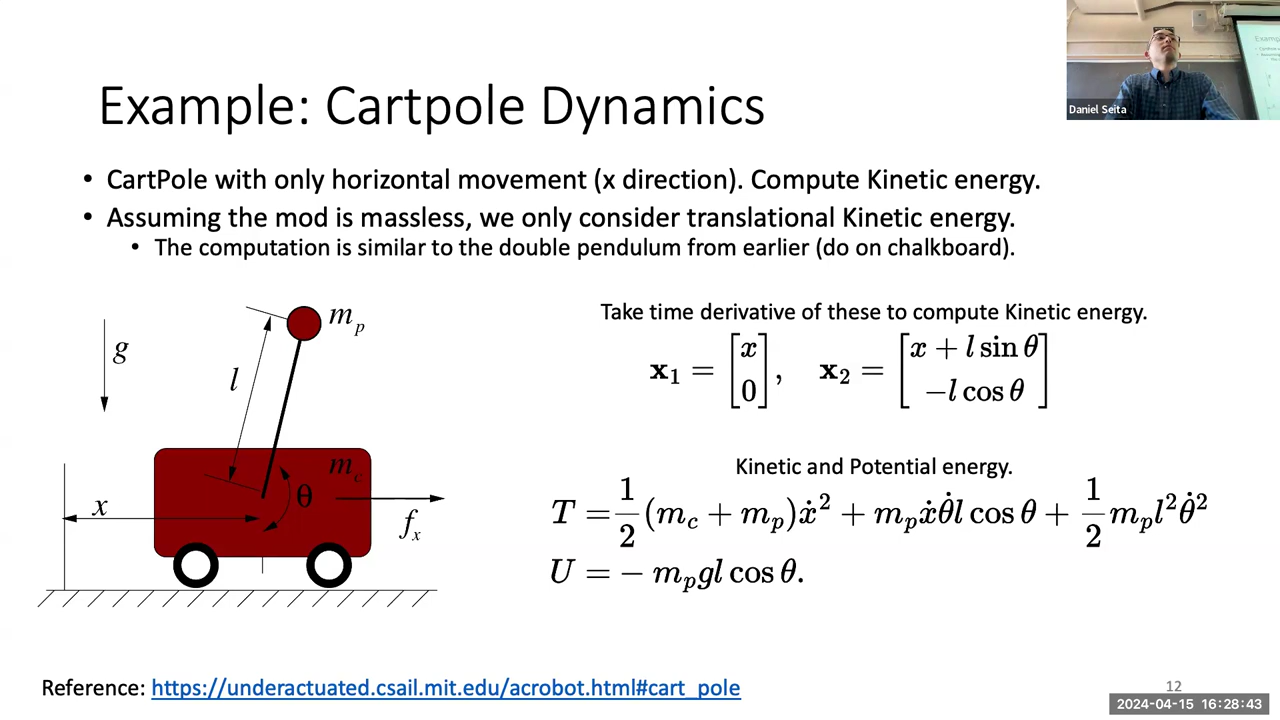 Example: Cartpole Dynamics
Daniel Seita
• CartPole with only horizontal movement (x direction). Compute Kinetic energy.
• Assuming the mod is massless, we only consider translational Kinetic energy.
• The computation is similar to the double pendulum from earlier (do on chalkboard).
g
l
m_p
m_c
θ
x
f_x
Take time derivative of these to compute Kinetic energy.
x₁ = [x; 0], x₂ = [x + l sin θ; −l cos θ]
Kinetic and Potential energy.
T = 1/2 (m_c + m_p)ẋ² + m_p ẋθ̇l cos θ + 1/2 m_p l²θ̇²
U = − m_p gl cos θ.
Reference: https://underactuated.csail.mit.edu/acrobot.html#cart_pole
12
2024-04-15 16:28:43